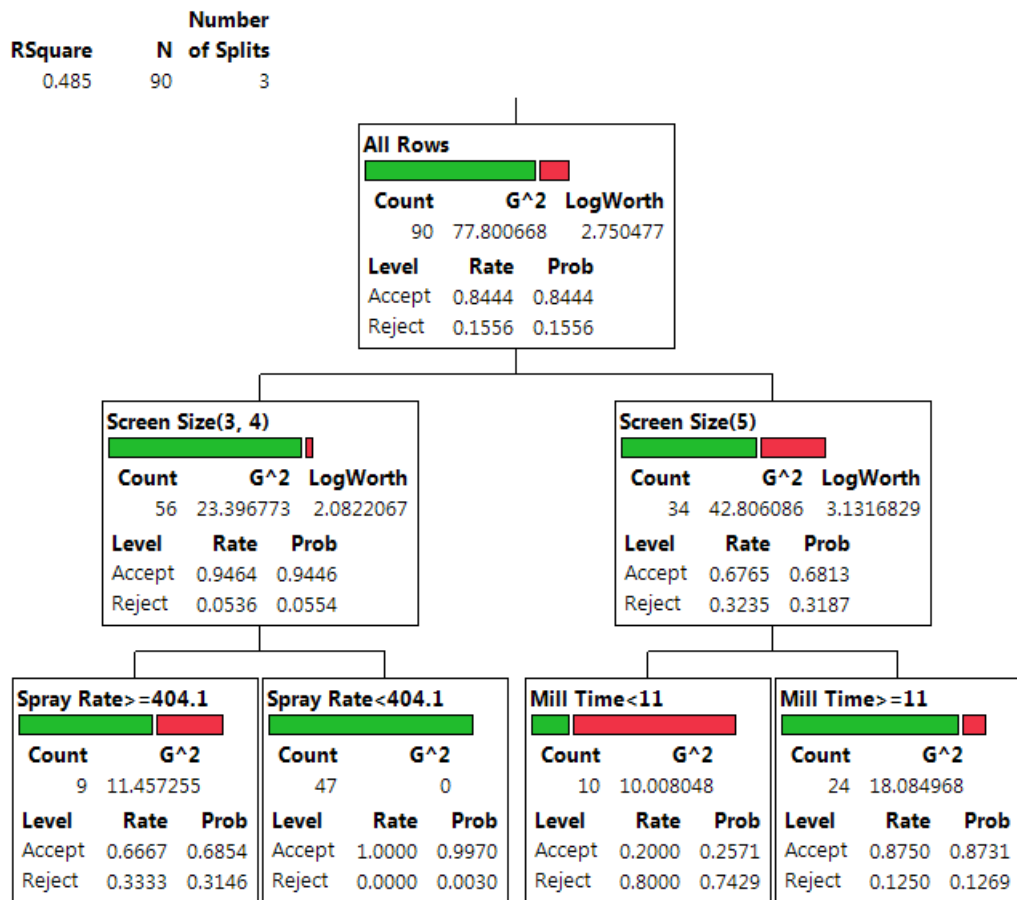 Number
RSquare N of Splits
0.485 90 3
All Rows
Count G^2 LogWorth
90 77.800668 2.750477
Level Rate Prob
Accept 0.8444 0.8444
Reject 0.1556 0.1556
Screen Size(3, 4)
Count G^2 LogWorth
56 23.396773 2.0822067
Level Rate Prob
Accept 0.9464 0.9446
Reject 0.0536 0.0554
Screen Size(5)
Count G^2 LogWorth
34 42.806086 3.1316829
Level Rate Prob
Accept 0.6765 0.6813
Reject 0.3235 0.3187
Spray Rate>=404.1
Count G^2
9 11.457255
Level Rate Prob
Accept 0.6667 0.6854
Reject 0.3333 0.3146
Spray Rate<404.1
Count G^2
47 0
Level Rate Prob
Accept 1.0000 0.9970
Reject 0.0000 0.0030
Mill Time<11
Count G^2
10 10.008048
Level Rate Prob
Accept 0.2000 0.2571
Reject 0.8000 0.7429
Mill Time>=11
Count G^2
24 18.084968
Level Rate Prob
Accept 0.8750 0.8731
Reject 0.1250 0.1269